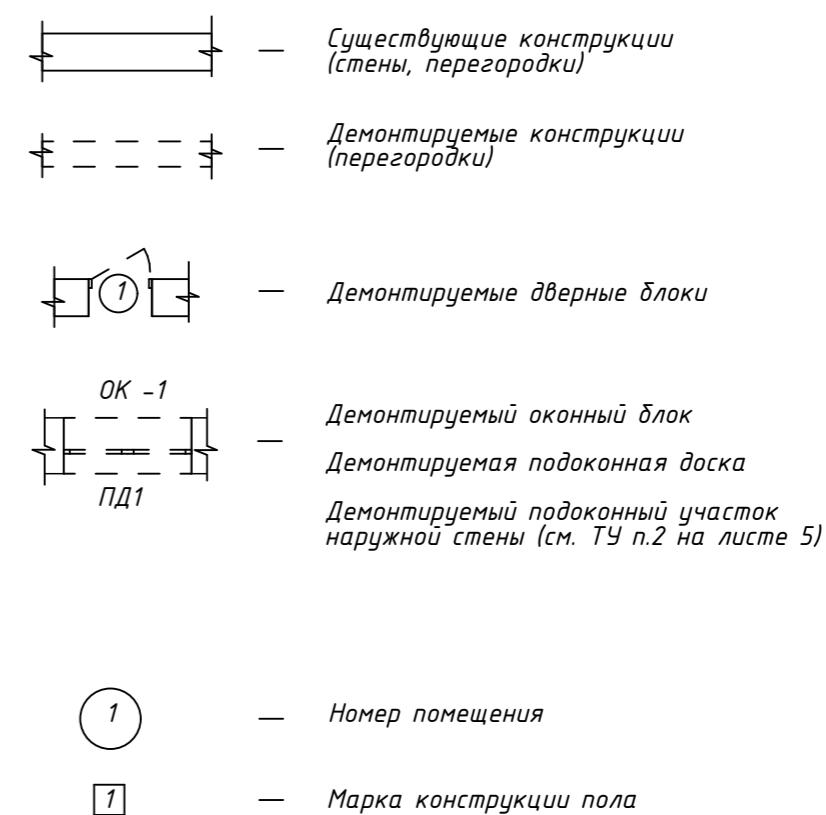 — Существующие конструкции
(стены, перегородки)
— Демонтируемые конструкции
(перегородки)
1 — Демонтируемые дверные блоки
ОК -1
ПД1
— Демонтируемый оконный блок
Демонтируемая подоконная доска
Демонтируемый подоконный участок
наружной стены (см. ТУ п.2 на листе 5)
1 — Номер помещения
1 — Марка конструкции пола